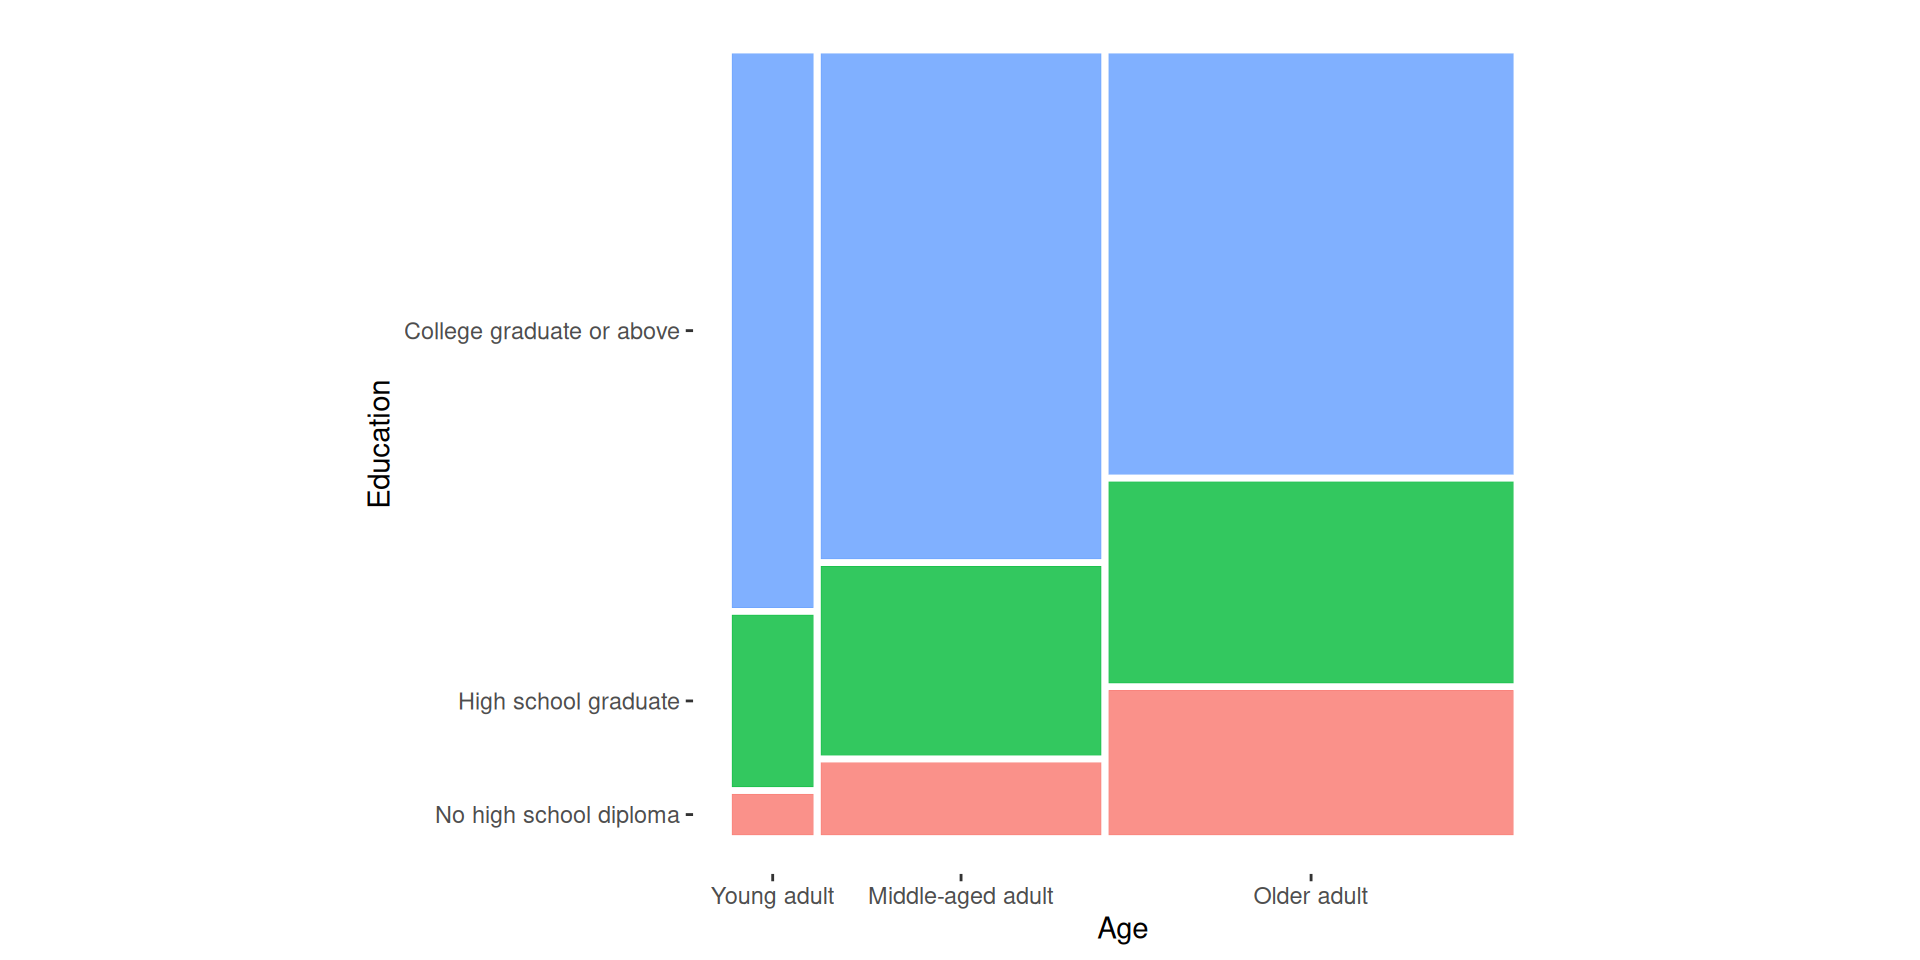 College graduate or above
Education
High school graduate
No high school diploma
Young adult
Middle-aged adult
Older adult
Age